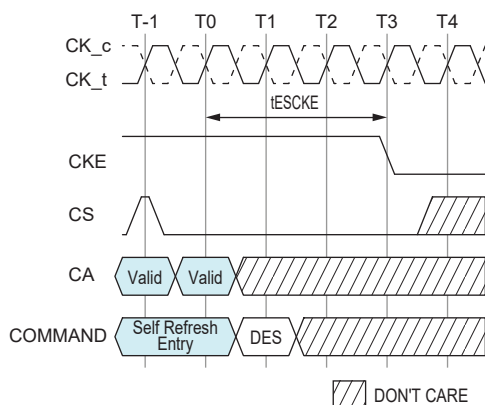 T-1 T0 T1 T2 T3 T4
CK_c
CK_t
tESCKE
CKE
CS
CA Valid Valid
COMMAND Self Refresh Entry DES
DON'T CARE